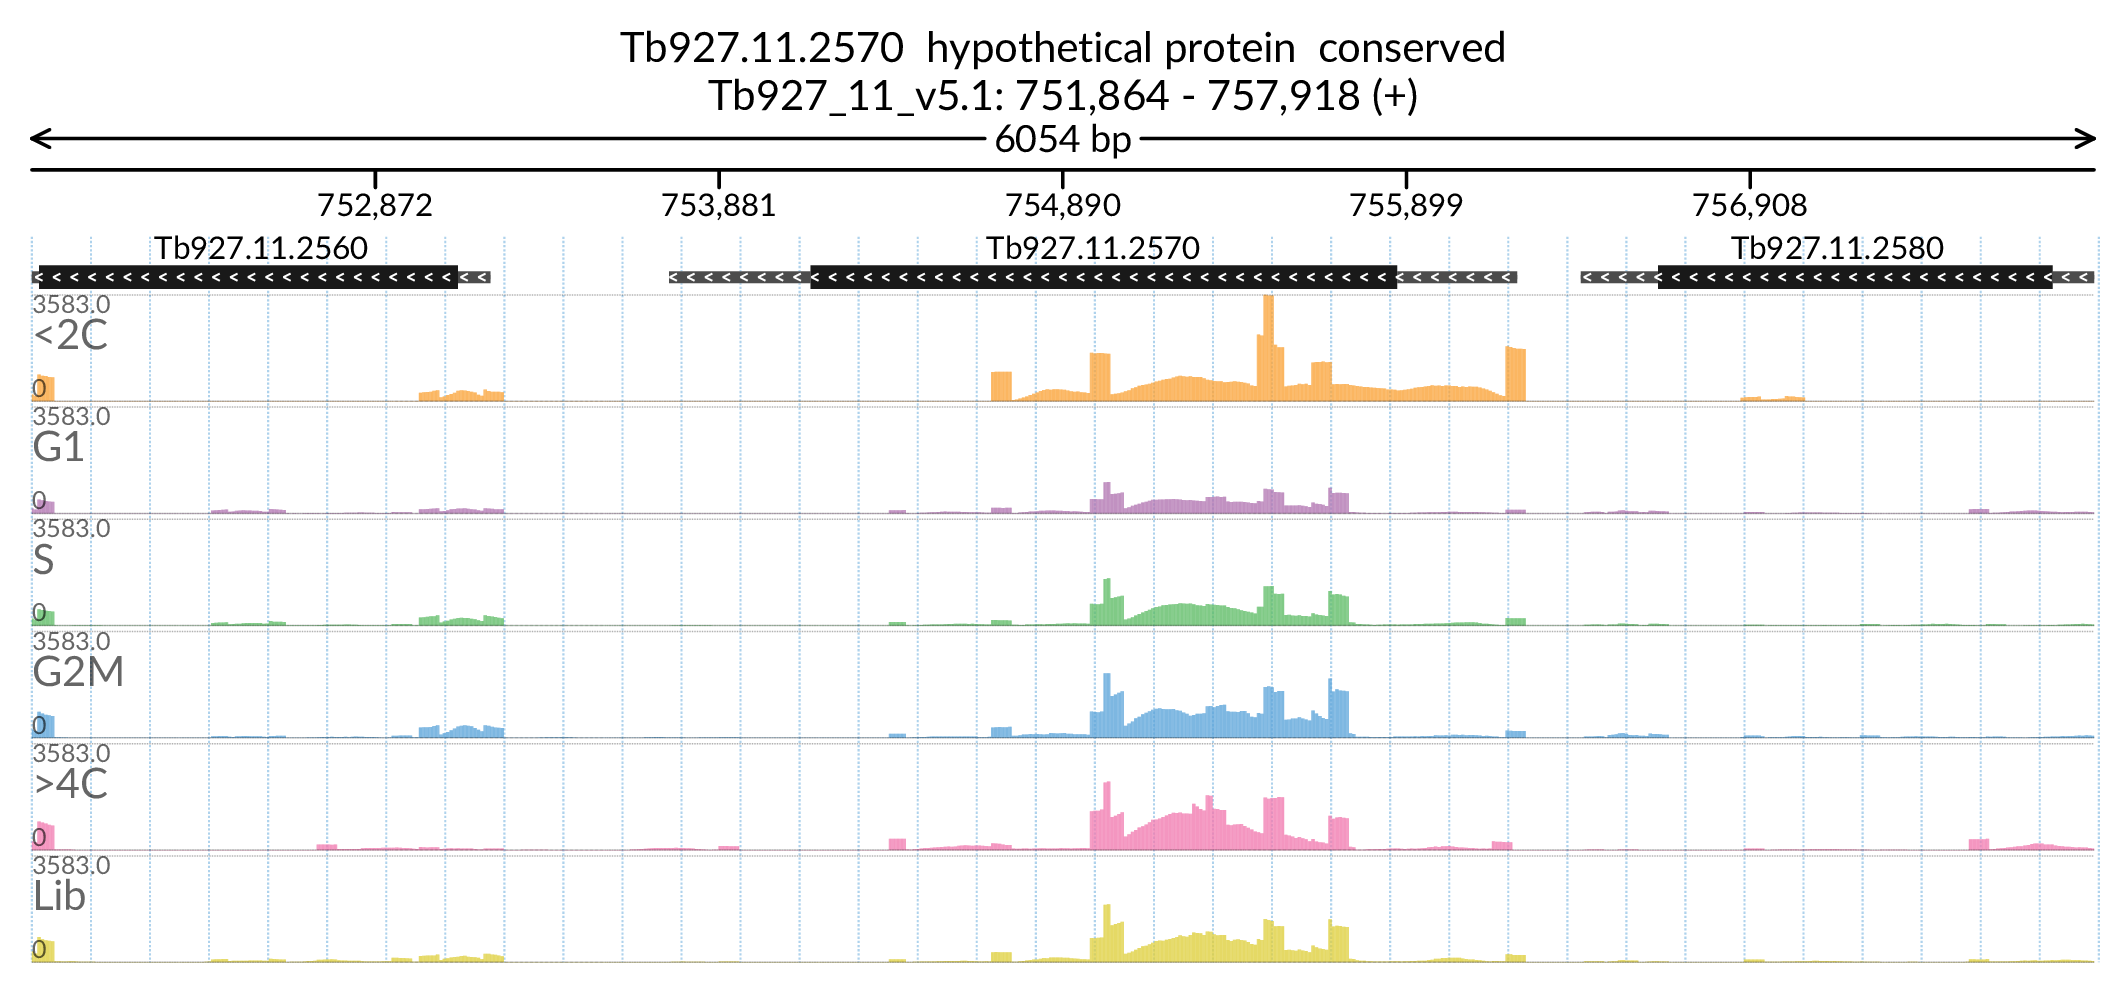 Tb927.11.2570 hypothetical protein conserved
Tb927_11_v5.1: 751,864 - 757,918 (+)
6054 bp
752,872 753,881 754,890 755,899 756,908
Tb927.11.2560 Tb927.11.2570 Tb927.11.2580
3583.0
<2C
0
3583.0
G1
0
3583.0
S
0
3583.0
G2M
0
3583.0
>4C
0
3583.0
Lib
0